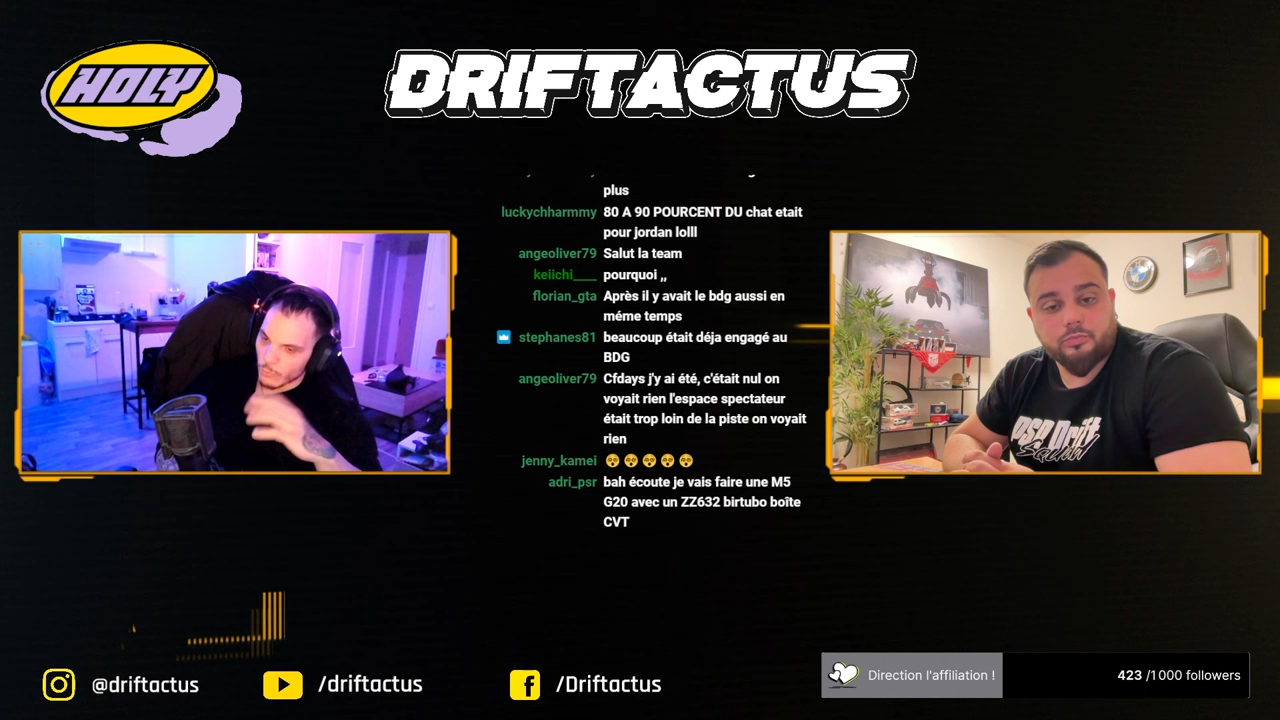 HOLY
DRIFTACTUS
plus
luckychharmmy 80 A 90 POURCENT DU chat etait
pour jordan lolll
angeoliver79 Salut la team
keiichi____ pourquoi ,,
florian_gta Après il y avait le bdg aussi en
méme temps
stephanes81 beaucoup était déja engagé au
BDG
angeoliver79 Cfdays j'y ai été, c'était nul on
voyait rien l'espace spectateur
était trop loin de la piste on voyait
rien
jenny_kamei
adri_psr bah écoute je vais faire une M5
G20 avec un ZZ632 birtubo boîte
CVT
PSP Drift
SQUAD
@driftactus
/driftactus
/Driftactus
Direction l'affiliation !
423 /1000 followers